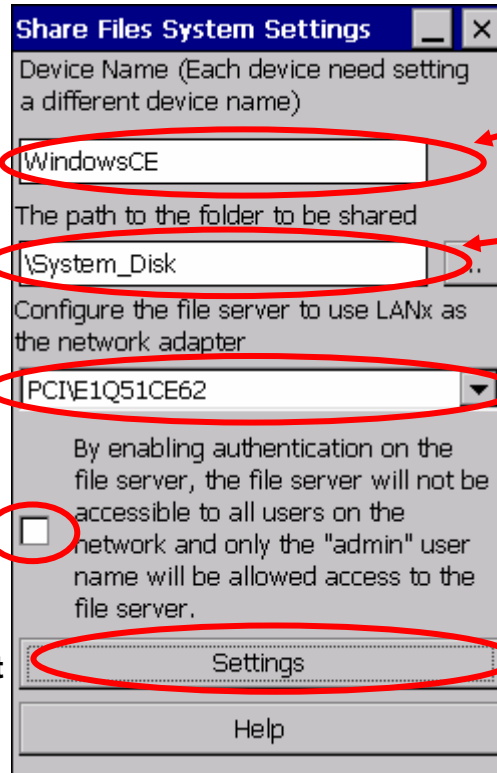 Share Files System Settings
Device Name (Each device need setting
a different device name)
WindowsCE
The path to the folder to be shared
\System_Disk
..
Configure the file server to use LANx as
the network adapter
PCI\E1Q51CE62
By enabling authentication on the
file server, the file server will not be
accessible to all users on the
network and only the "admin" user
name will be allowed access to the
file server.
t
Settings
Help